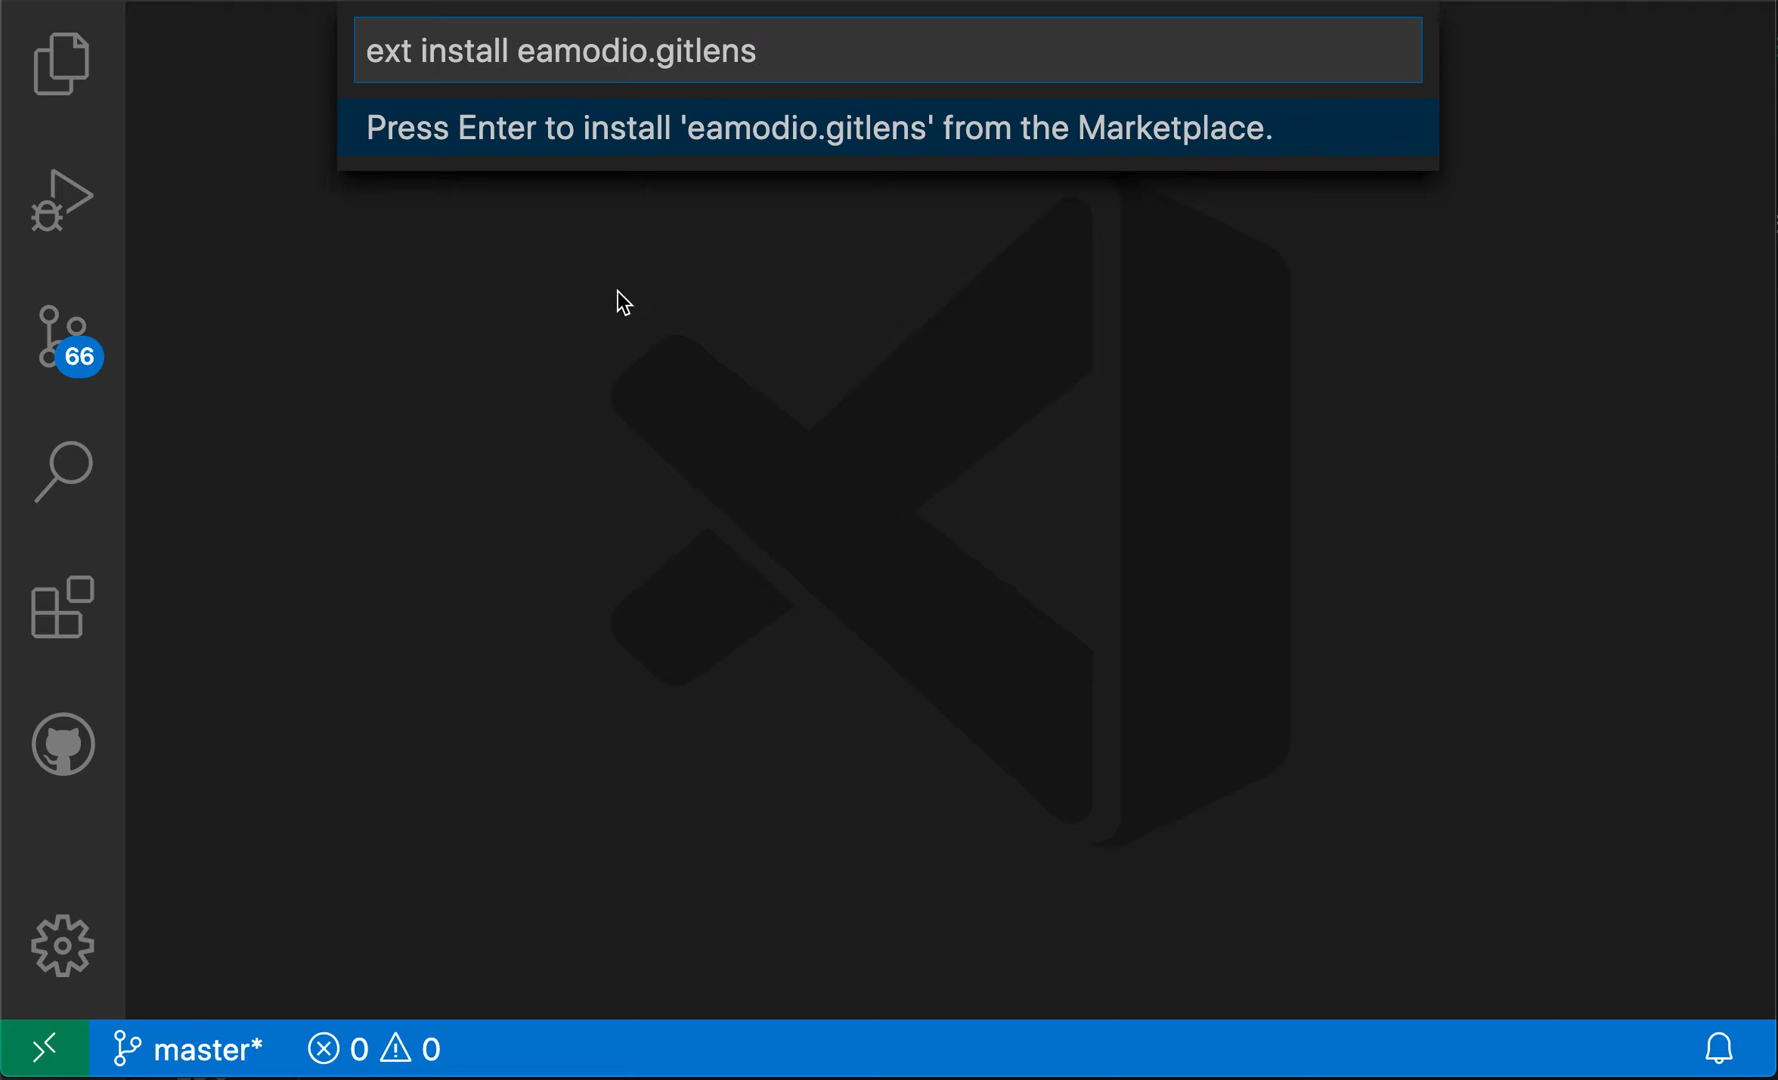 ext install eamodio.gitlens
Press Enter to install 'eamodio.gitlens' from the Marketplace.
66
master* 0 0